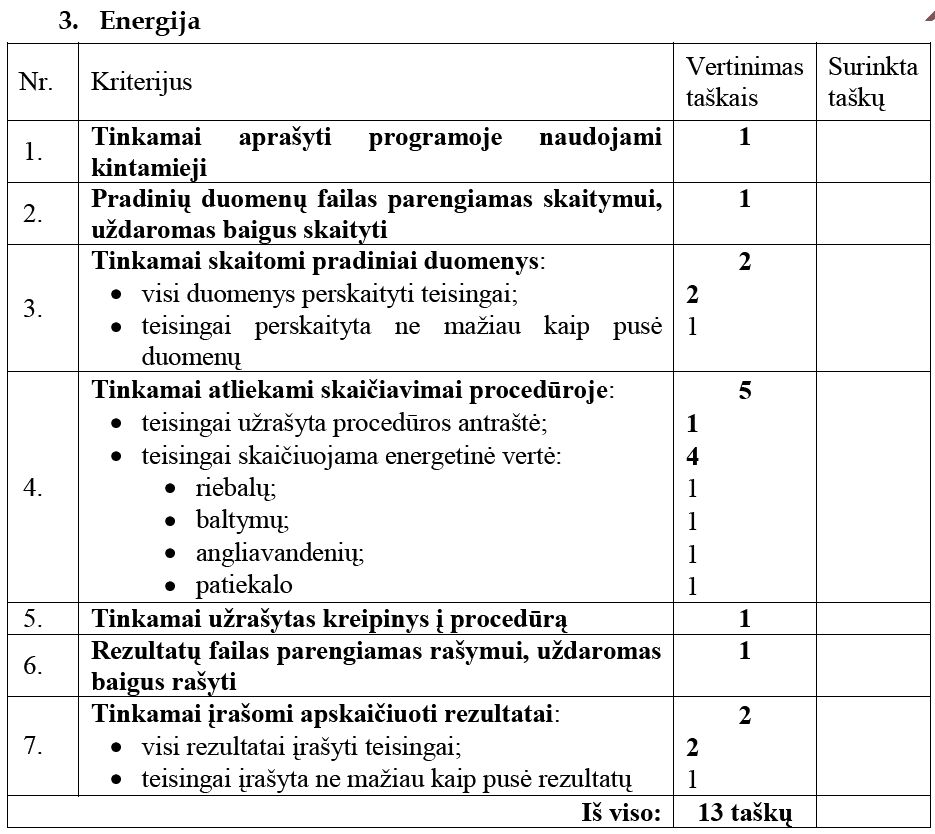 3. Energija
Nr. Kriterijus Vertinimas taškais Surinkta taškų
1. Tinkamai aprašyti programoje naudojami 1
kintamieji
2. Pradinių duomenų failas parengiamas skaitymui, 1
uždaromas baigus skaityti
3. Tinkamai skaitomi pradiniai duomenys: 2
• visi duomenys perskaityti teisingai; 2
• teisingai perskaityta ne mažiau kaip pusė 1
duomenų
4. Tinkamai atliekami skaičiavimai procedūroje: 5
• teisingai užrašyta procedūros antraštė; 1
• teisingai skaičiuojama energetinė vertė: 4
• riebalų; 1
• baltymų; 1
• angliavandenių; 1
• patiekalo 1
5. Tinkamai užrašytas kreipinys į procedūrą 1
6. Rezultatų failas parengiamas rašymui, uždaromas 1
baigus rašyti
7. Tinkamai įrašomi apskaičiuoti rezultatai: 2
• visi rezultatai įrašyti teisingai; 2
• teisingai įrašyta ne mažiau kaip pusė rezultatų 1
Iš viso: 13 taškų